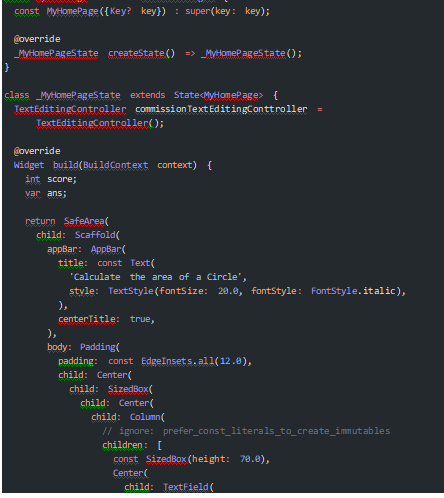 const MyHomePage({Key? key}) : super(key: key);
@override
_MyHomePageState createState() => _MyHomePageState();
}
class _MyHomePageState extends State<MyHomePage> {
TextEditingController commissionTextEditingConttroller =
TextEditingController();
@override
Widget build(BuildContext context) {
int score;
var ans;
return SafeArea(
child: Scaffold(
appBar: AppBar(
title: const Text(
'Calculate the area of a Circle',
style: TextStyle(fontSize: 20.0, fontStyle: FontStyle.italic),
),
centerTitle: true,
),
body: Padding(
padding: const EdgeInsets.all(12.0),
child: Center(
child: SizedBox(
child: Center(
child: Column(
// ignore: prefer_const_literals_to_create_immutables
children: [
const SizedBox(height: 70.0),
Center(
child: TextField(